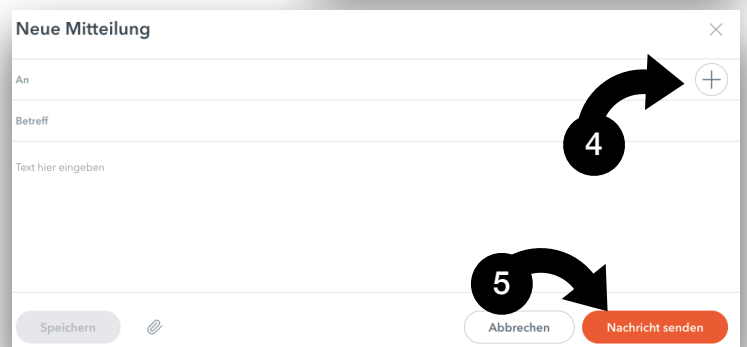 Neue Mitteilung
An
4
Betreff
Text hier eingeben
5
Speichern Abbrechen Nachricht senden